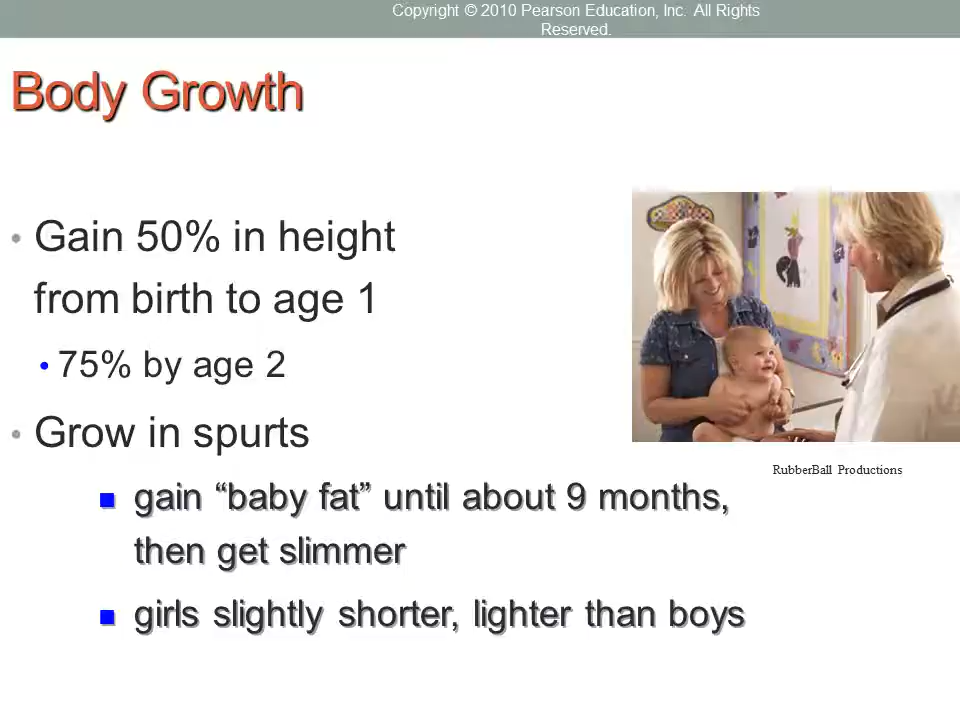 Copyright © 2010 Pearson Education, Inc. All Rights
Reserved.
Body Growth
• Gain 50% in height
from birth to age 1
• 75% by age 2
• Grow in spurts
RubberBall Productions
■ gain “baby fat” until about 9 months,
then get slimmer
■ girls slightly shorter, lighter than boys